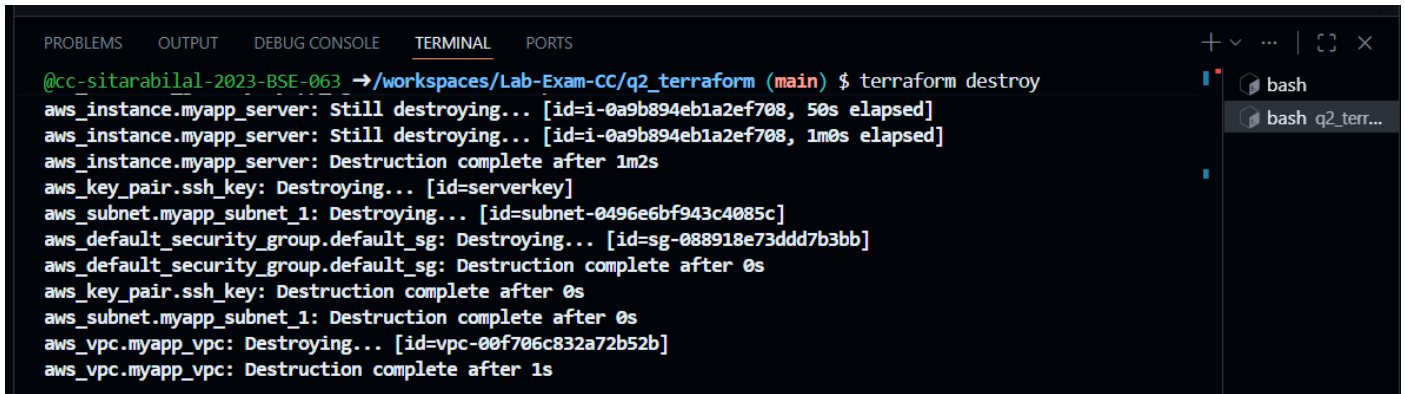 PROBLEMS OUTPUT DEBUG CONSOLE TERMINAL PORTS
@cc-sitarabilal-2023-BSE-063 →/workspaces/Lab-Exam-CC/q2_terraform (main) $ terraform destroy
aws_instance.myapp_server: Still destroying... [id=i-0a9b894eb1a2ef708, 50s elapsed]
aws_instance.myapp_server: Still destroying... [id=i-0a9b894eb1a2ef708, 1m0s elapsed]
aws_instance.myapp_server: Destruction complete after 1m2s
aws_key_pair.ssh_key: Destroying... [id=serverkey]
aws_subnet.myapp_subnet_1: Destroying... [id=subnet-0496e6bf943c4085c]
aws_default_security_group.default_sg: Destroying... [id=sg-088918e73ddd7b3bb]
aws_default_security_group.default_sg: Destruction complete after 0s
aws_key_pair.ssh_key: Destruction complete after 0s
aws_subnet.myapp_subnet_1: Destruction complete after 0s
aws_vpc.myapp_vpc: Destroying... [id=vpc-00f706c832a72b52b]
aws_vpc.myapp_vpc: Destruction complete after 1s
bash
bash q2_terr...